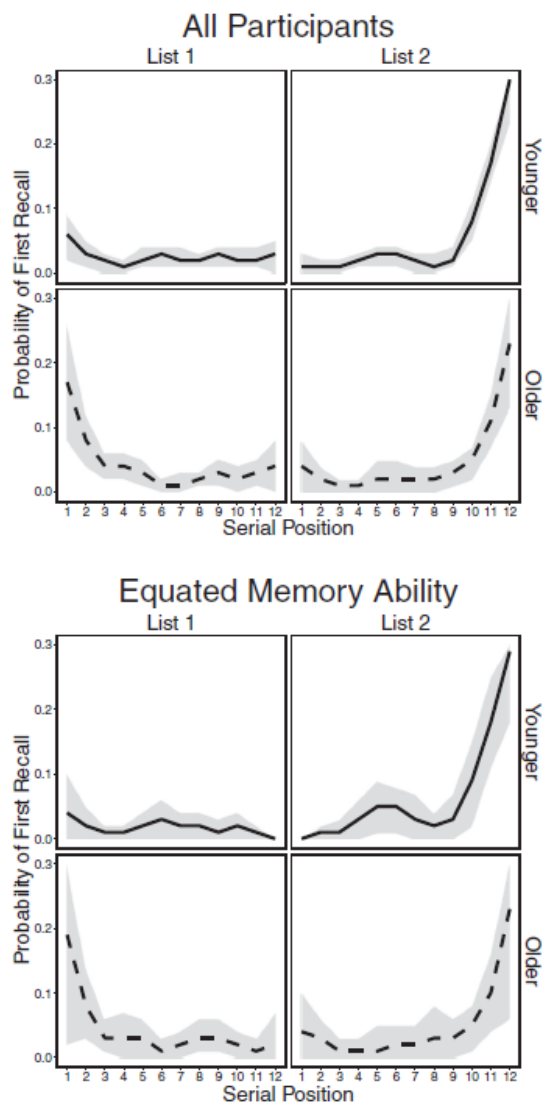 All Participants
List 1 List 2
Probability of First Recall
0.3
0.2
0.1
0.0
Younger
0.3
0.2
0.1
0.0
Older
1 2 3 4 5 6 7 8 9 10 11 12 1 2 3 4 5 6 7 8 9 10 11 12
Serial Position
Equated Memory Ability
List 1 List 2
Probability of First Recall
0.3
0.2
0.1
0.0
Younger
0.3
0.2
0.1
0.0
Older
1 2 3 4 5 6 7 8 9 10 11 12 1 2 3 4 5 6 7 8 9 10 11 12
Serial Position